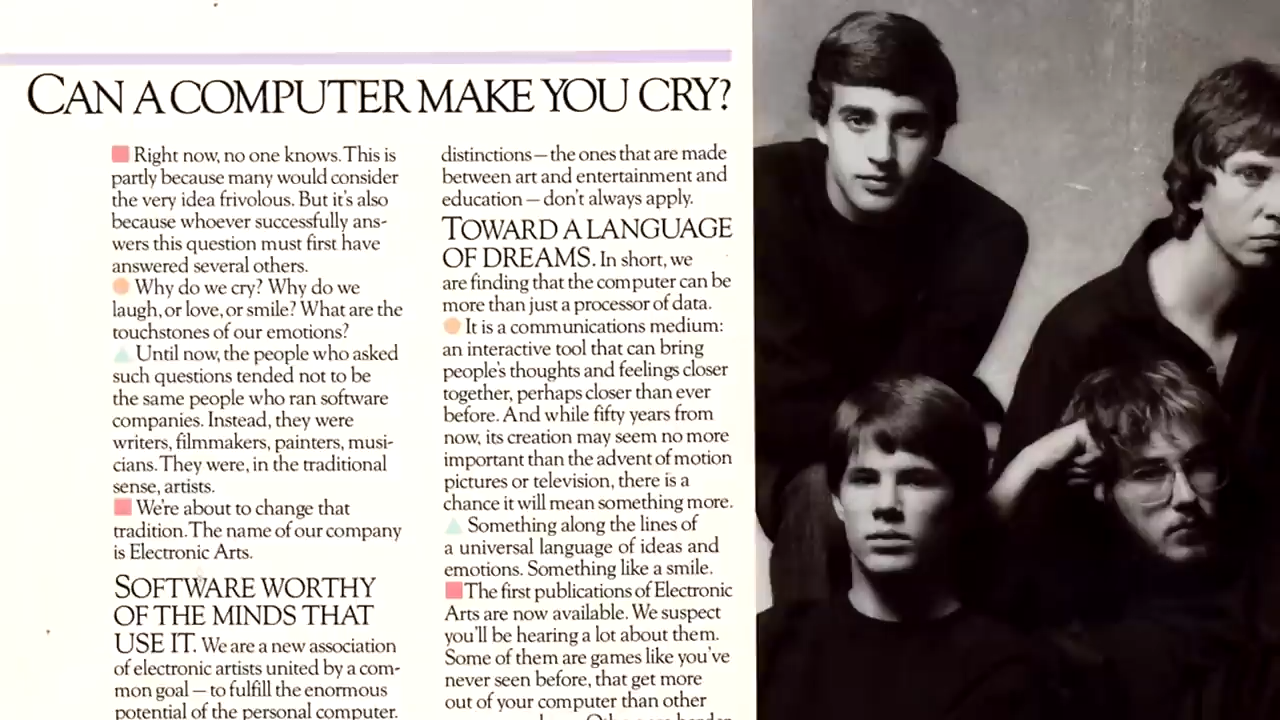 CAN A COMPUTER MAKE YOU CRY?
Right now, no one knows. This is
partly because many would consider
the very idea frivolous. But it's also
because whoever successfully ans-
wers this question must first have
answered several others.
Why do we cry? Why do we
laugh, or love, or smile? What are the
touchstones of our emotions?
Until now, the people who asked
such questions tended not to be
the same people who ran software
companies. Instead, they were
writers, filmmakers, painters, musi-
cians. They were, in the traditional
sense, artists.
We're about to change that
tradition. The name of our company
is Electronic Arts.
SOFTWARE WORTHY
OF THE MINDS THAT
USE IT. We are a new association
of electronic artists united by a com-
mon goal — to fulfill the enormous
potential of the personal computer.
distinctions — the ones that are made
between art and entertainment and
education — don't always apply.
TOWARD A LANGUAGE
OF DREAMS. In short, we
are finding that the computer can be
more than just a processor of data.
It is a communications medium:
an interactive tool that can bring
people's thoughts and feelings closer
together, perhaps closer than ever
before. And while fifty years from
now, its creation may seem no more
important than the advent of motion
pictures or television, there is a
chance it will mean something more.
Something along the lines of
a universal language of ideas and
emotions. Something like a smile.
The first publications of Electronic
Arts are now available. We suspect
you'll be hearing a lot about them.
Some of them are games like you've
never seen before, that get more
out of your computer than other